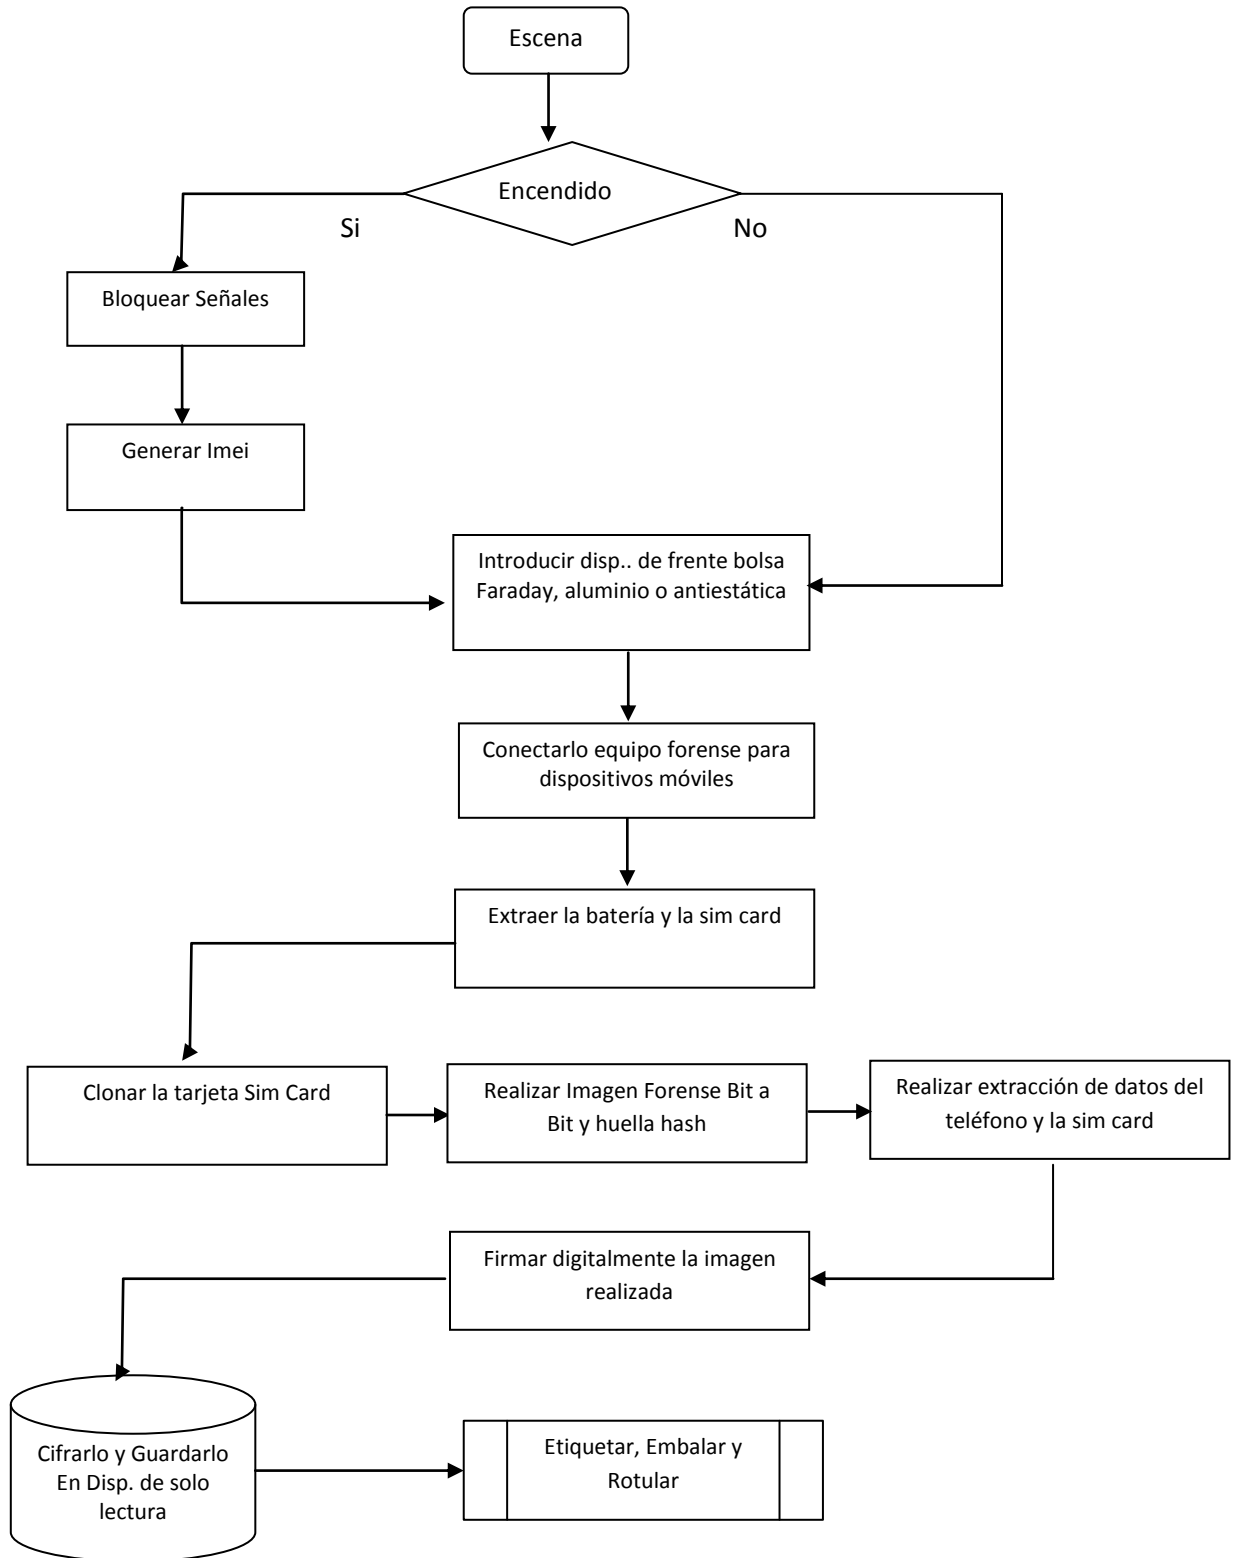 Escena
Encendido
Si
No
Bloquear Señales
Generar Imei
Introducir disp.. de frente bolsa
Faraday, aluminio o antiestática
Conectarlo equipo forense para
dispositivos móviles
Extraer la batería y la sim card
Clonar la tarjeta Sim Card
Realizar Imagen Forense Bit a
Bit y huella hash
Realizar extracción de datos del
teléfono y la sim card
Firmar digitalmente la imagen
realizada
Cifrarlo y Guardarlo
En Disp. de solo
lectura
Etiquetar, Embalar y
Rotular